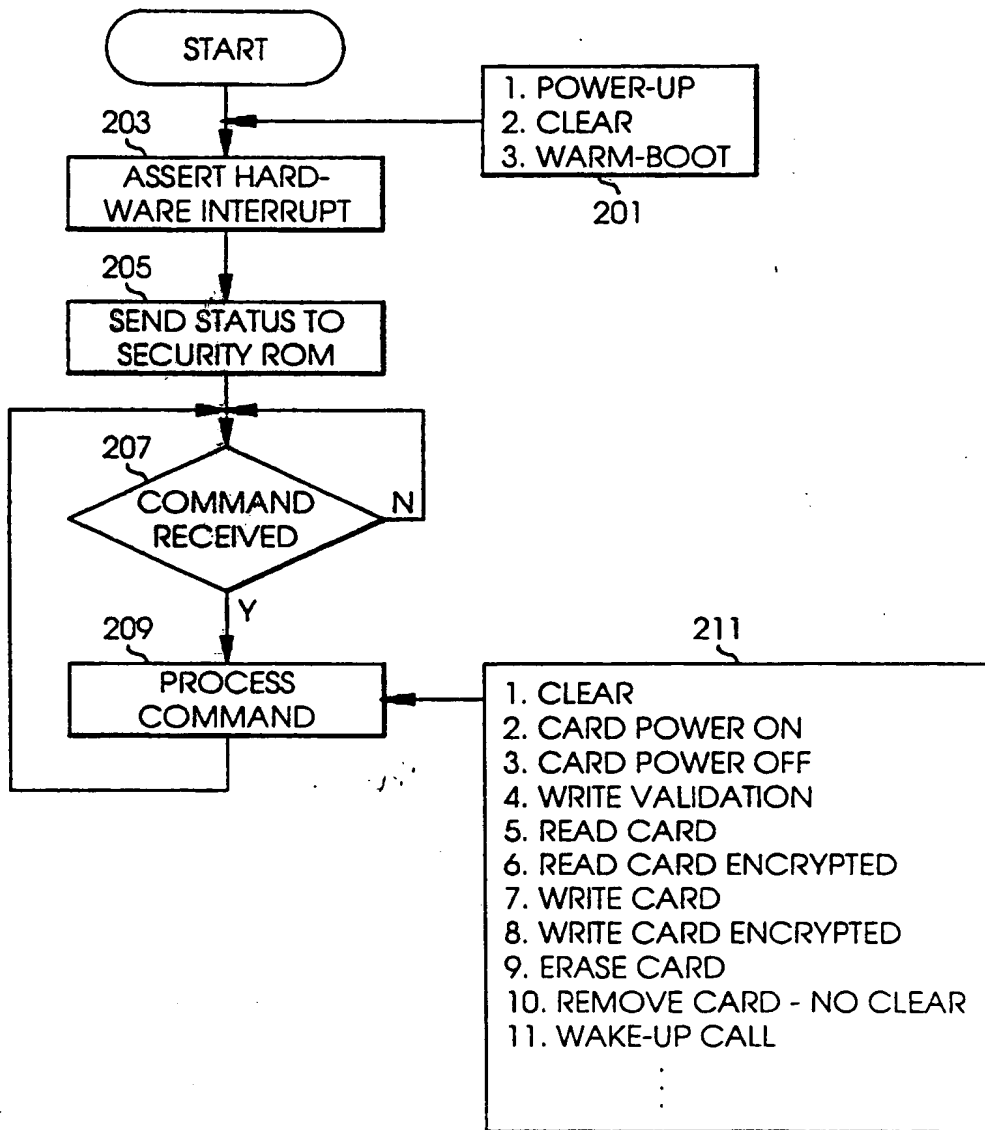 START
1. POWER-UP
2. CLEAR
3. WARM-BOOT
201
203
ASSERT HARD-
WARE INTERRUPT
205
SEND STATUS TO
SECURITY ROM
207
COMMAND
RECEIVED
N
Y
209
PROCESS
COMMAND
211
1. CLEAR
2. CARD POWER ON
3. CARD POWER OFF
4. WRITE VALIDATION
5. READ CARD
6. READ CARD ENCRYPTED
7. WRITE CARD
8. WRITE CARD ENCRYPTED
9. ERASE CARD
10. REMOVE CARD - NO CLEAR
11. WAKE-UP CALL